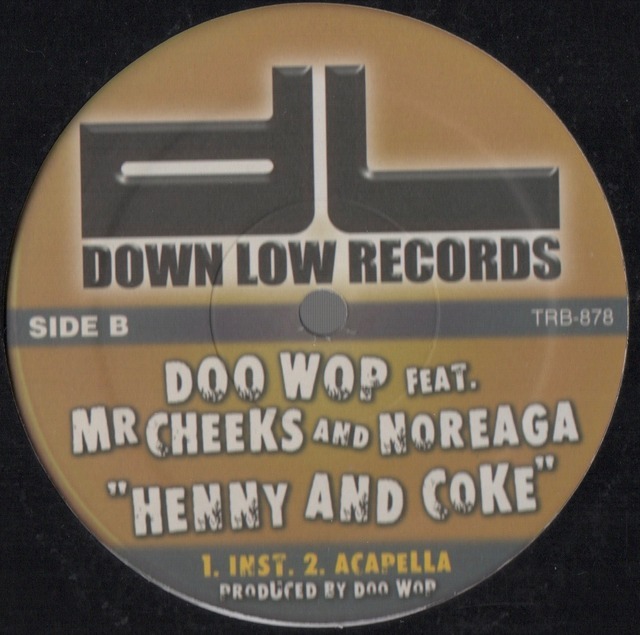 dL
DOWN LOW RECORDS
SIDE B
TRB-878
DOO WOP FEAT.
MR CHEEKS AND NOREAGA
"HENNY AND COKE"
1. INST. 2. ACAPELLA
PRODUCED BY DOO WOP